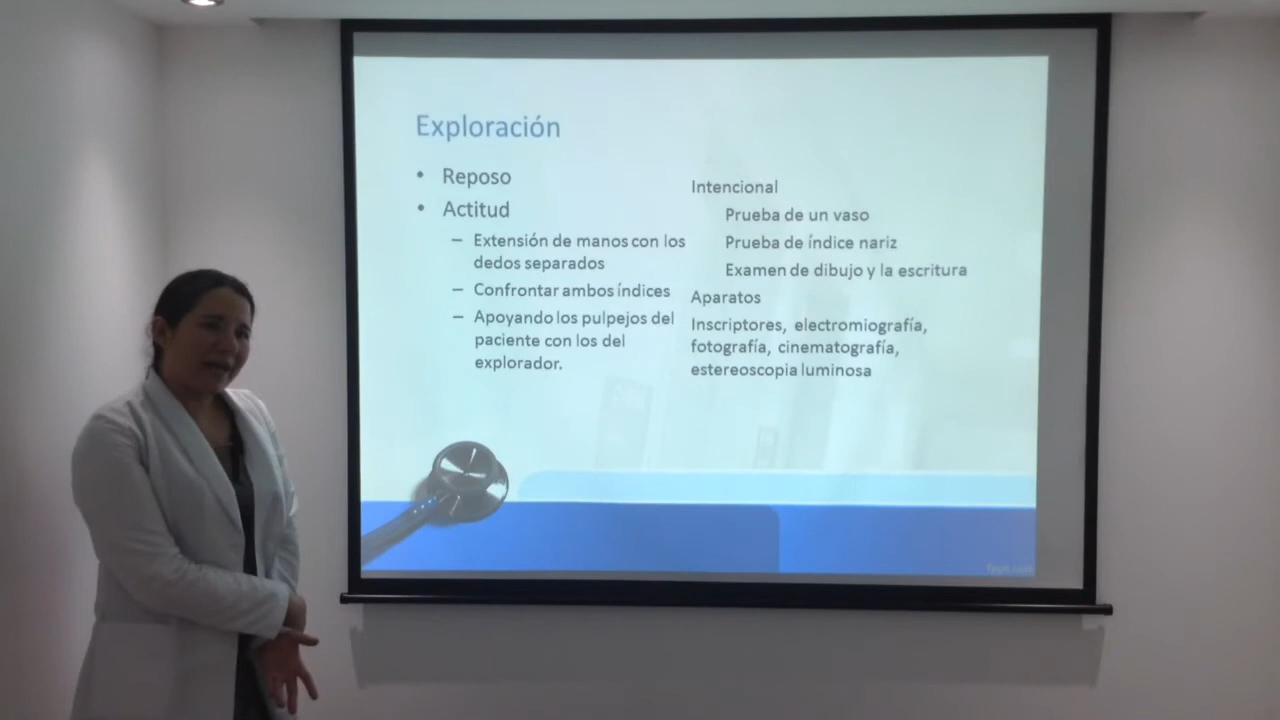 Exploración
• Reposo
• Actitud
– Extensión de manos con los
dedos separados
– Confrontar ambos índices
– Apoyando los pulpejos del
paciente con los del
explorador.
Intencional
Prueba de un vaso
Prueba de índice nariz
Examen de dibujo y la escritura
Aparatos
Inscriptores, electromiografía,
fotografía, cinematografía,
estereoscopia luminosa